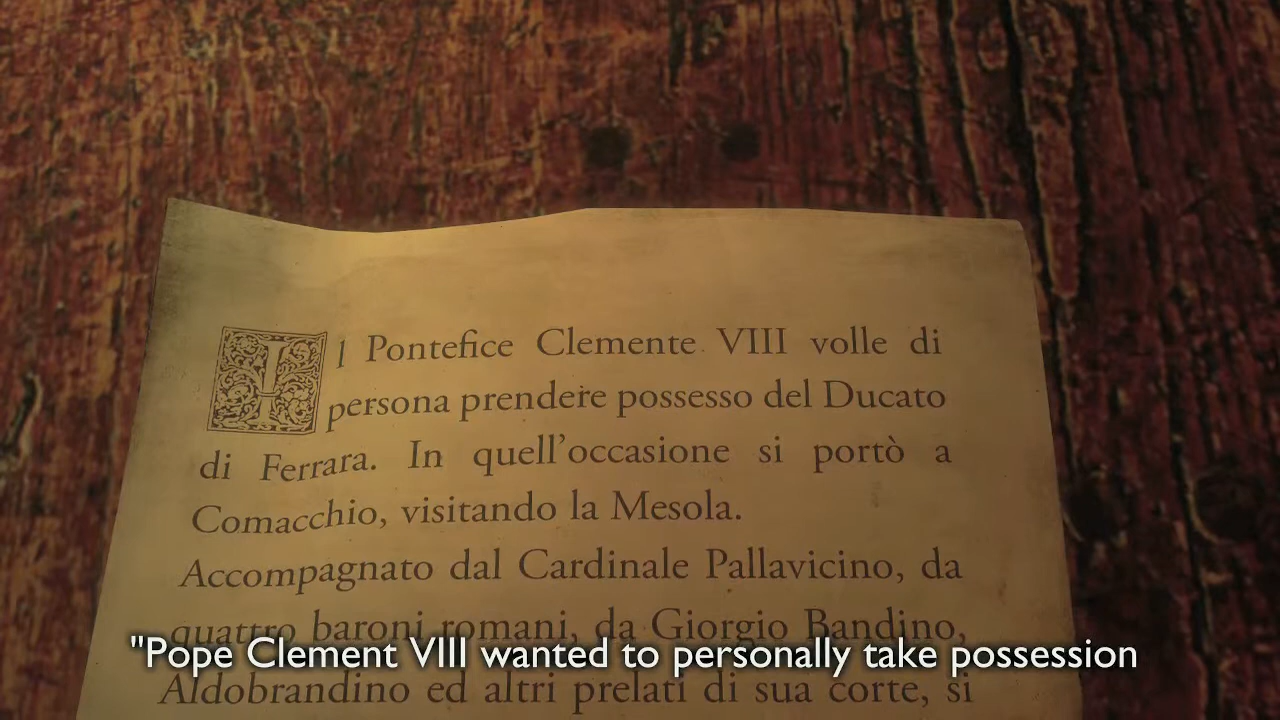 Il Pontefice Clemente VIII volle di
persona prendere possesso del Ducato
di Ferrara. In quell'occasione si portò a
Comacchio, visitando la Mesola.
Accompagnato dal Cardinale Pallavicino, da
quattro baroni romani, da Giorgio Bandino,
"Pope Clement VIII wanted to personally take possession
Aldobrandino ed altri prelati di sua corte, si